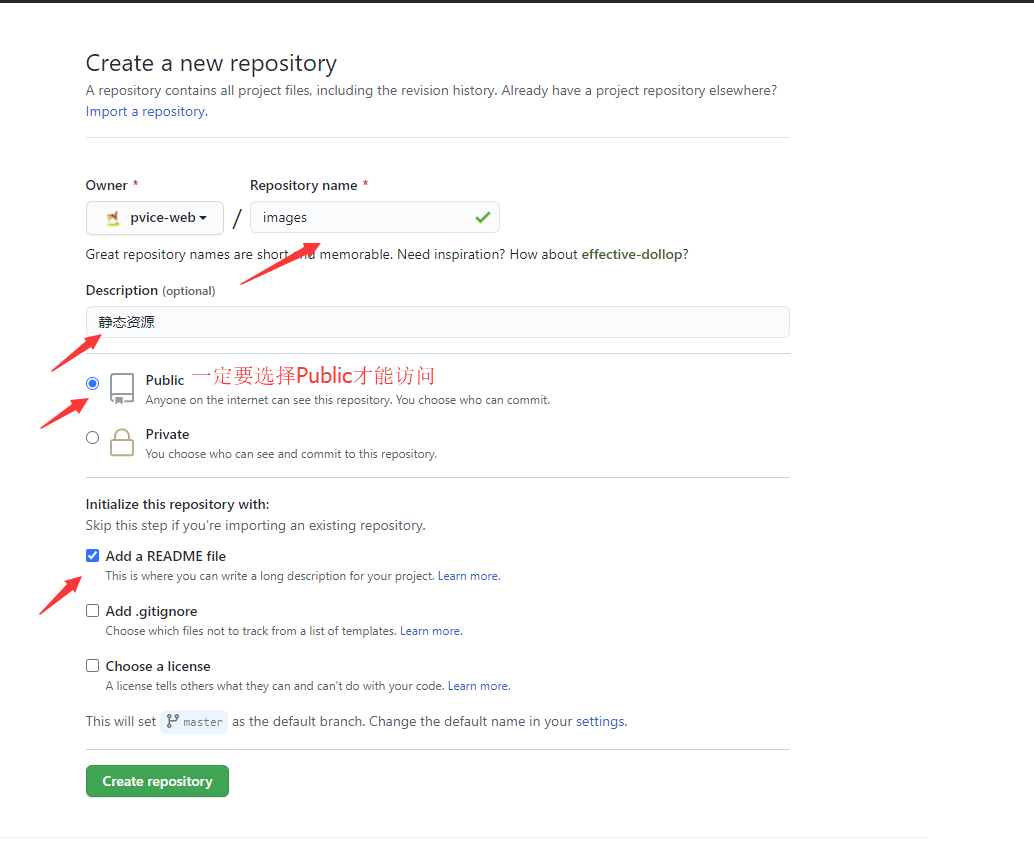 Create a new repository
A repository contains all project files, including the revision history. Already have a project repository elsewhere?
Import a repository.
Owner * Repository name *
pvice-web / images
Great repository names are short and memorable. Need inspiration? How about effective-dollop?
Description (optional)
静态资源
Public 一定要选择Public才能访问
Anyone on the internet can see this repository. You choose who can commit.
Private
You choose who can see and commit to this repository.
Initialize this repository with:
Skip this step if you’re importing an existing repository.
Add a README file
This is where you can write a long description for your project. Learn more.
Add .gitignore
Choose which files not to track from a list of templates. Learn more.
Choose a license
A license tells others what they can and can't do with your code. Learn more.
This will set master as the default branch. Change the default name in your settings.
Create repository